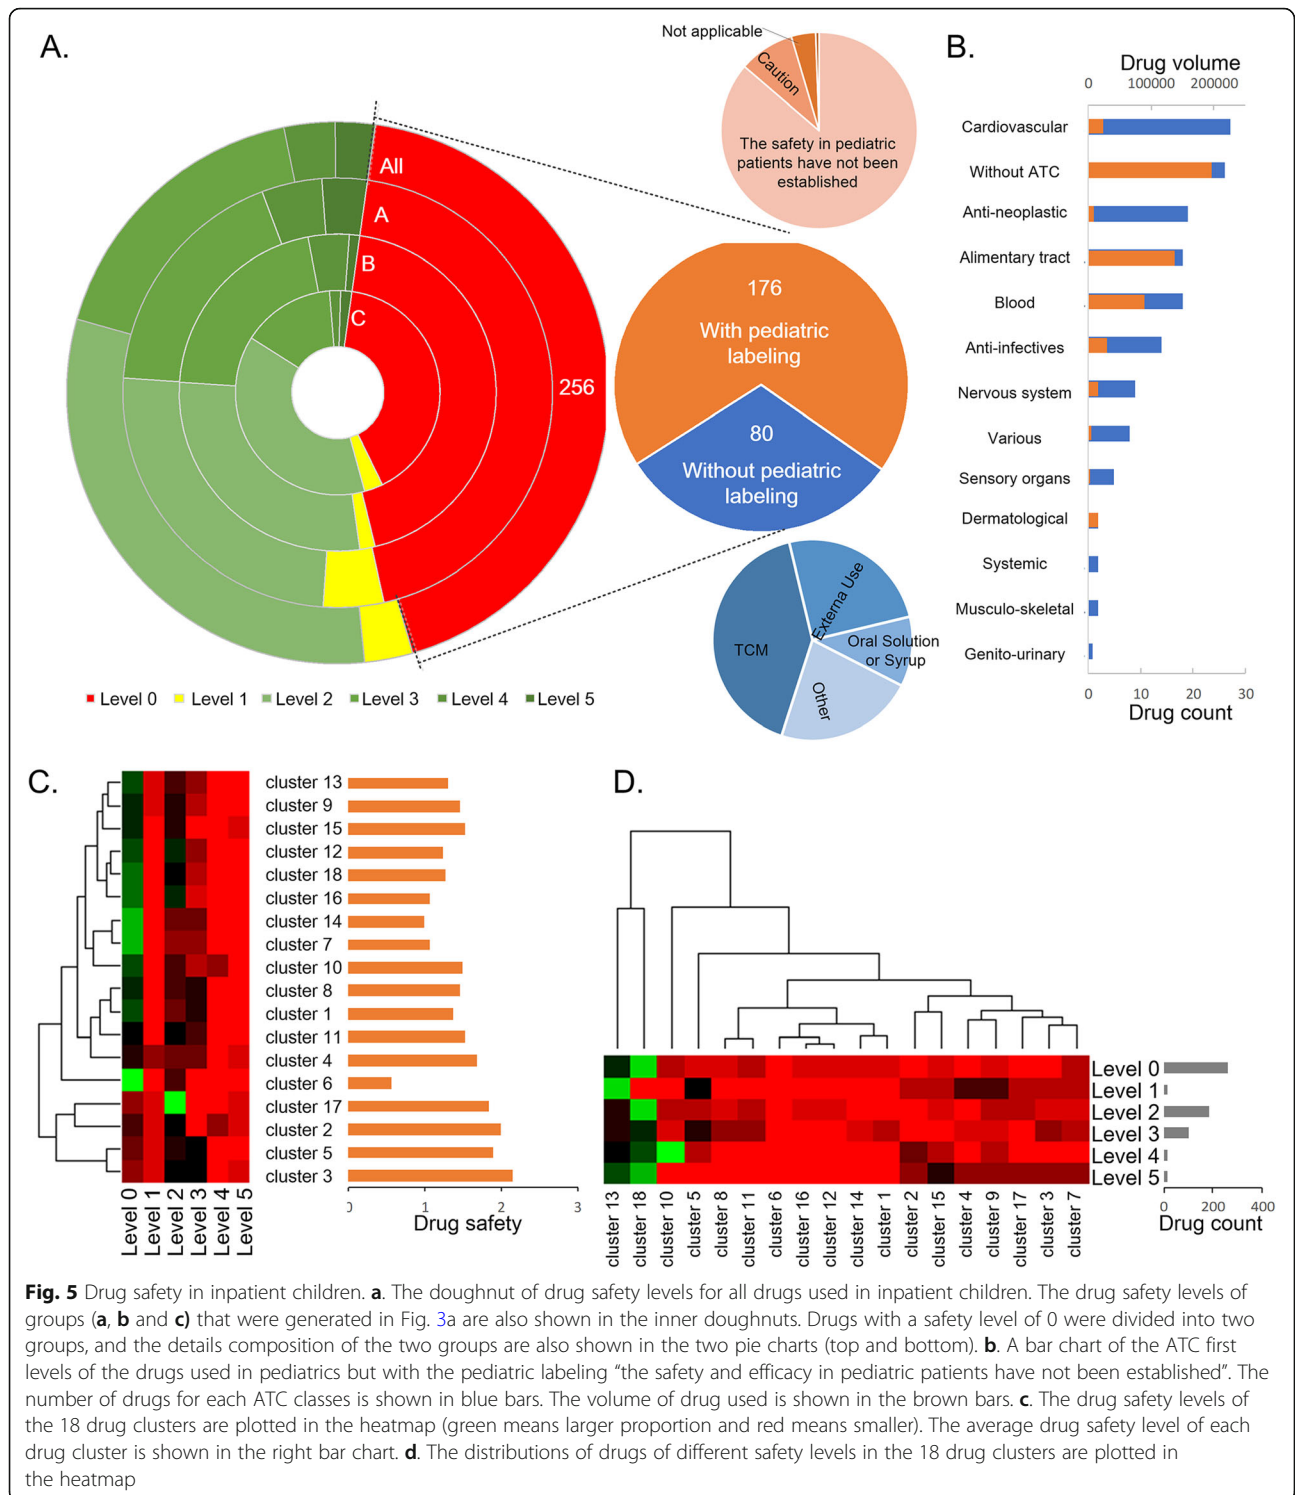 A.
All
A
B
C
256
Level 0
Level 1
Level 2
Level 3
Level 4
Level 5
Not applicable
Caution
The safety in pediatric
patients have not been
established
176
With pediatric
labeling
80
Without pediatric
labeling
Externa Use
TCM
Oral Solution
or Syrup
Other
B.
Drug volume
0 100000 200000
Cardiovascular
Without ATC
Anti-neoplastic
Alimentary tract
Blood
Anti-infectives
Nervous system
Various
Sensory organs
Dermatological
Systemic
Musculo-skeletal
Genito-urinary
0 10 20 30
Drug count
C.
cluster 13
cluster 9
cluster 15
cluster 12
cluster 18
cluster 16
cluster 14
cluster 7
cluster 10
cluster 8
cluster 1
cluster 11
cluster 4
cluster 6
cluster 17
cluster 2
cluster 5
cluster 3
Level 0
Level 1
Level 2
Level 3
Level 4
Level 5
0 1 2 3
Drug safety
D.
Level 0
Level 1
Level 2
Level 3
Level 4
Level 5
cluster 13
cluster 18
cluster 10
cluster 5
cluster 8
cluster 11
cluster 6
cluster 16
cluster 12
cluster 14
cluster 1
cluster 2
cluster 15
cluster 4
cluster 9
cluster 17
cluster 3
cluster 7
0 200 400
Drug count
Fig. 5 Drug safety in inpatient children. a. The doughnut of drug safety levels for all drugs used in inpatient children. The drug safety levels of
groups (a, b and c) that were generated in Fig. 3a are also shown in the inner doughnuts. Drugs with a safety level of 0 were divided into two
groups, and the details composition of the two groups are also shown in the two pie charts (top and bottom). b. A bar chart of the ATC first
levels of the drugs used in pediatrics but with the pediatric labeling “the safety and efficacy in pediatric patients have not been established”. The
number of drugs for each ATC classes is shown in blue bars. The volume of drug used is shown in the brown bars. c. The drug safety levels of
the 18 drug clusters are plotted in the heatmap (green means larger proportion and red means smaller). The average drug safety level of each
drug cluster is shown in the right bar chart. d. The distributions of drugs of different safety levels in the 18 drug clusters are plotted in
the heatmap